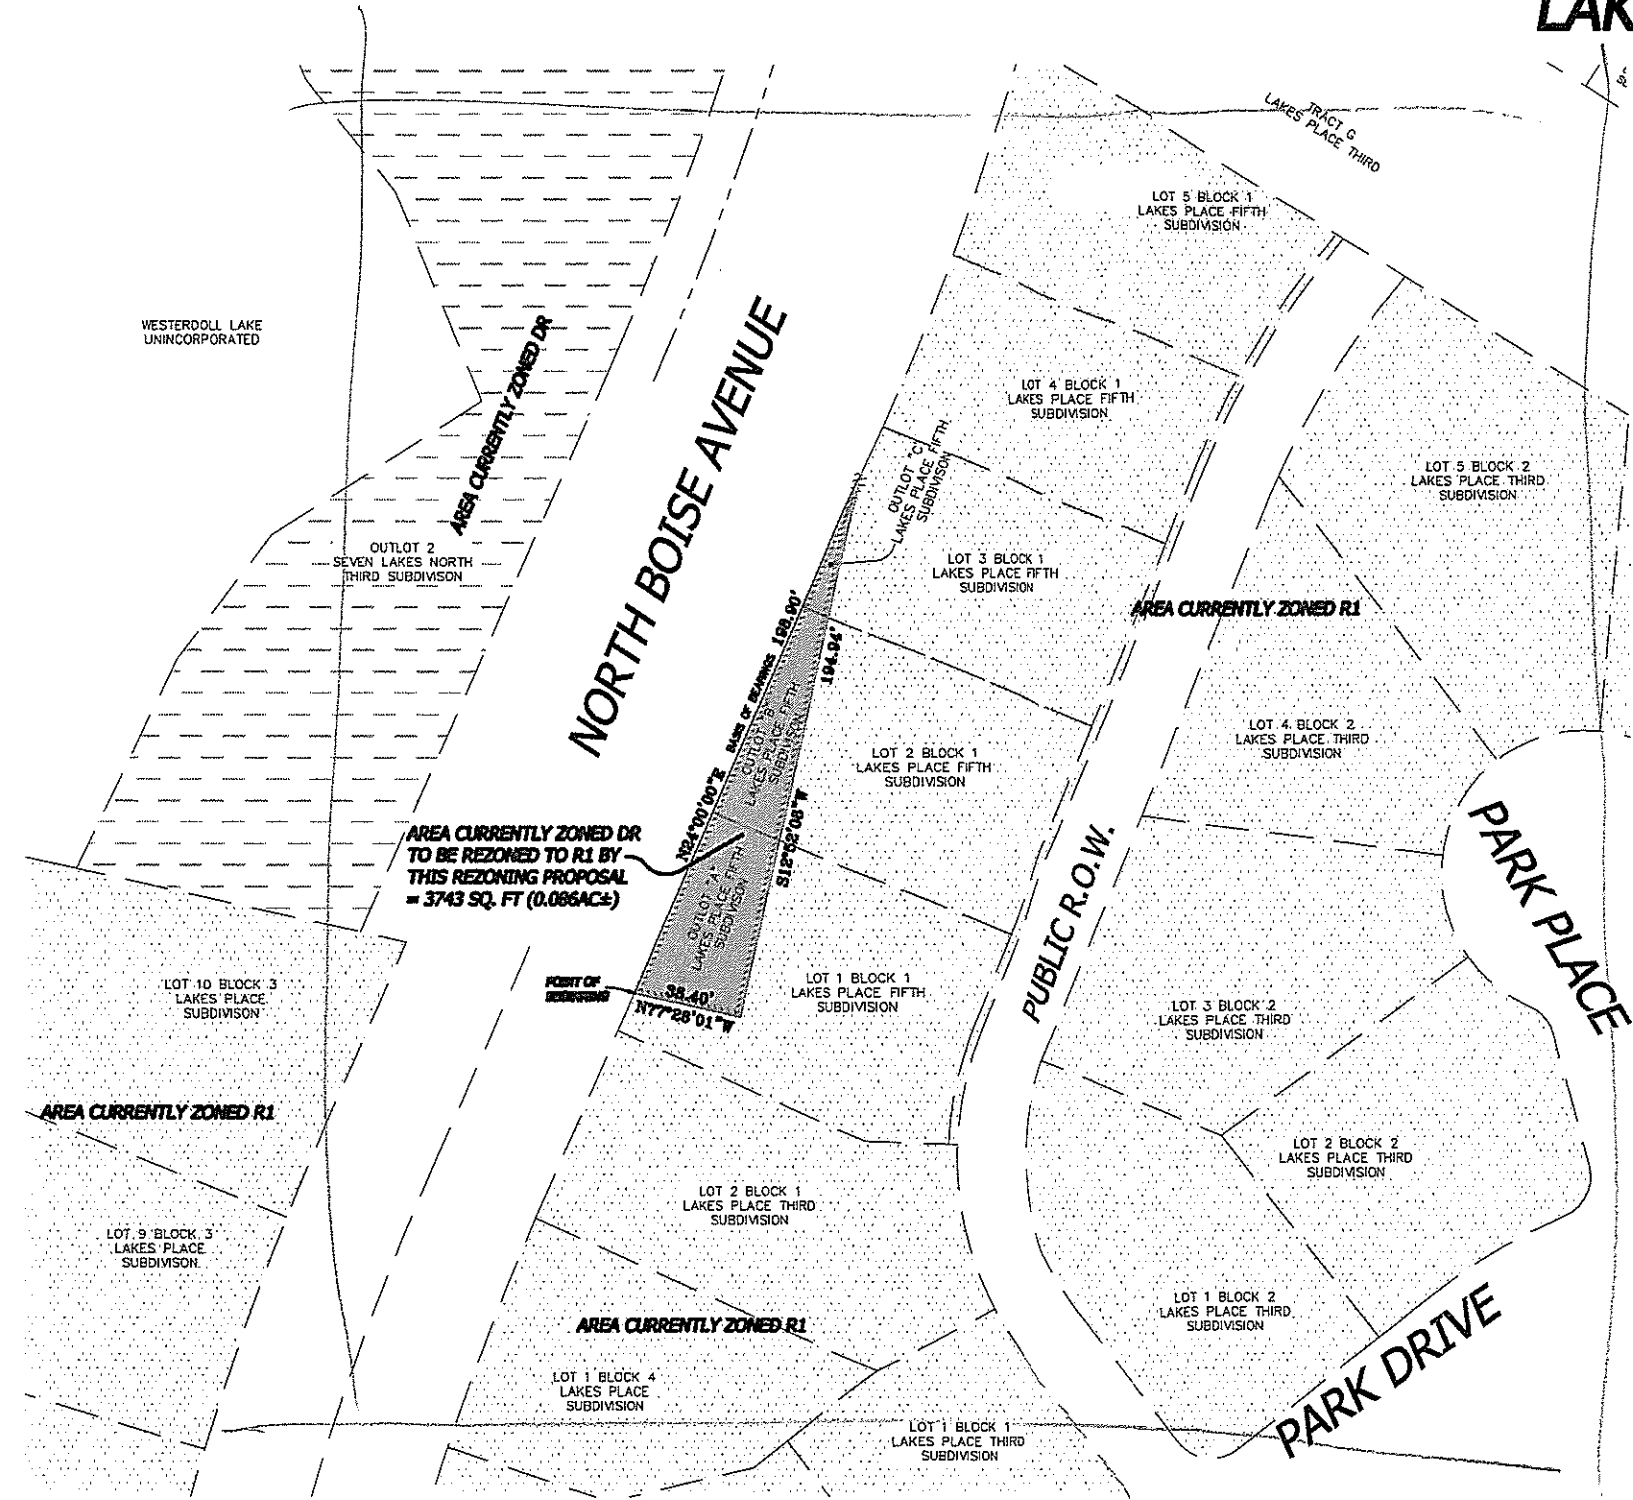 LAK
TRACT G
LAKES PLACE THIRD
LOT 5 BLOCK 1
LAKES PLACE FIFTH
SUBDIVISION
WESTERDOLL LAKE
UNINCORPORATED
AREA CURRENTLY ZONED DR
NORTH BOISE AVENUE
LOT 4 BLOCK 1
LAKES PLACE FIFTH
SUBDIVISION
OUTLOT "C"
LAKES PLACE FIFTH
SUBDIVISON
LOT 5 BLOCK 2
LAKES PLACE THIRD
SUBDIVISION
OUTLOT 2
SEVEN LAKES NORTH
THIRD SUBDIVISON
LOT 3 BLOCK 1
LAKES PLACE FIFTH
SUBDIVISION
AREA CURRENTLY ZONED R1
N24°00'00"E BASIS OF BEARINGS 198.90'
194.94'
S12°52'08"W
OUTLOT "B"
LAKES PLACE FIFTH
SUBDIVISION
LOT 4 BLOCK 2
LAKES PLACE THIRD
SUBDIVISION
LOT 2 BLOCK 1
LAKES PLACE FIFTH
SUBDIVISION
AREA CURRENTLY ZONED DR
TO BE REZONED TO R1 BY
THIS REZONING PROPOSAL
= 3743 SQ. FT (0.086AC±)
OUTLOT "A"
LAKES PLACE FIFTH
SUBDIVISON
PUBLIC R.O.W.
PARK PLACE
LOT 10 BLOCK 3
LAKES PLACE
SUBDIVISON
POINT OF
BEGINNING
38.40'
N77°28'01"W
LOT 1 BLOCK 1
LAKES PLACE FIFTH
SUBDIVISION
LOT 3 BLOCK 2
LAKES PLACE THIRD
SUBDIVISION
AREA CURRENTLY ZONED R1
LOT 2 BLOCK 2
LAKES PLACE THIRD
SUBDIVISION
LOT 2 BLOCK 1
LAKES PLACE THIRD
SUBDIVISION
LOT 9 BLOCK 3
LAKES PLACE
SUBDIVISON
LOT 1 BLOCK 2
LAKES PLACE THIRD
SUBDIVISION
AREA CURRENTLY ZONED R1
PARK DRIVE
LOT 1 BLOCK 4
LAKES PLACE
SUBDIVISION
LOT 1 BLOCK 1
LAKES PLACE THIRD
SUBDIVISION